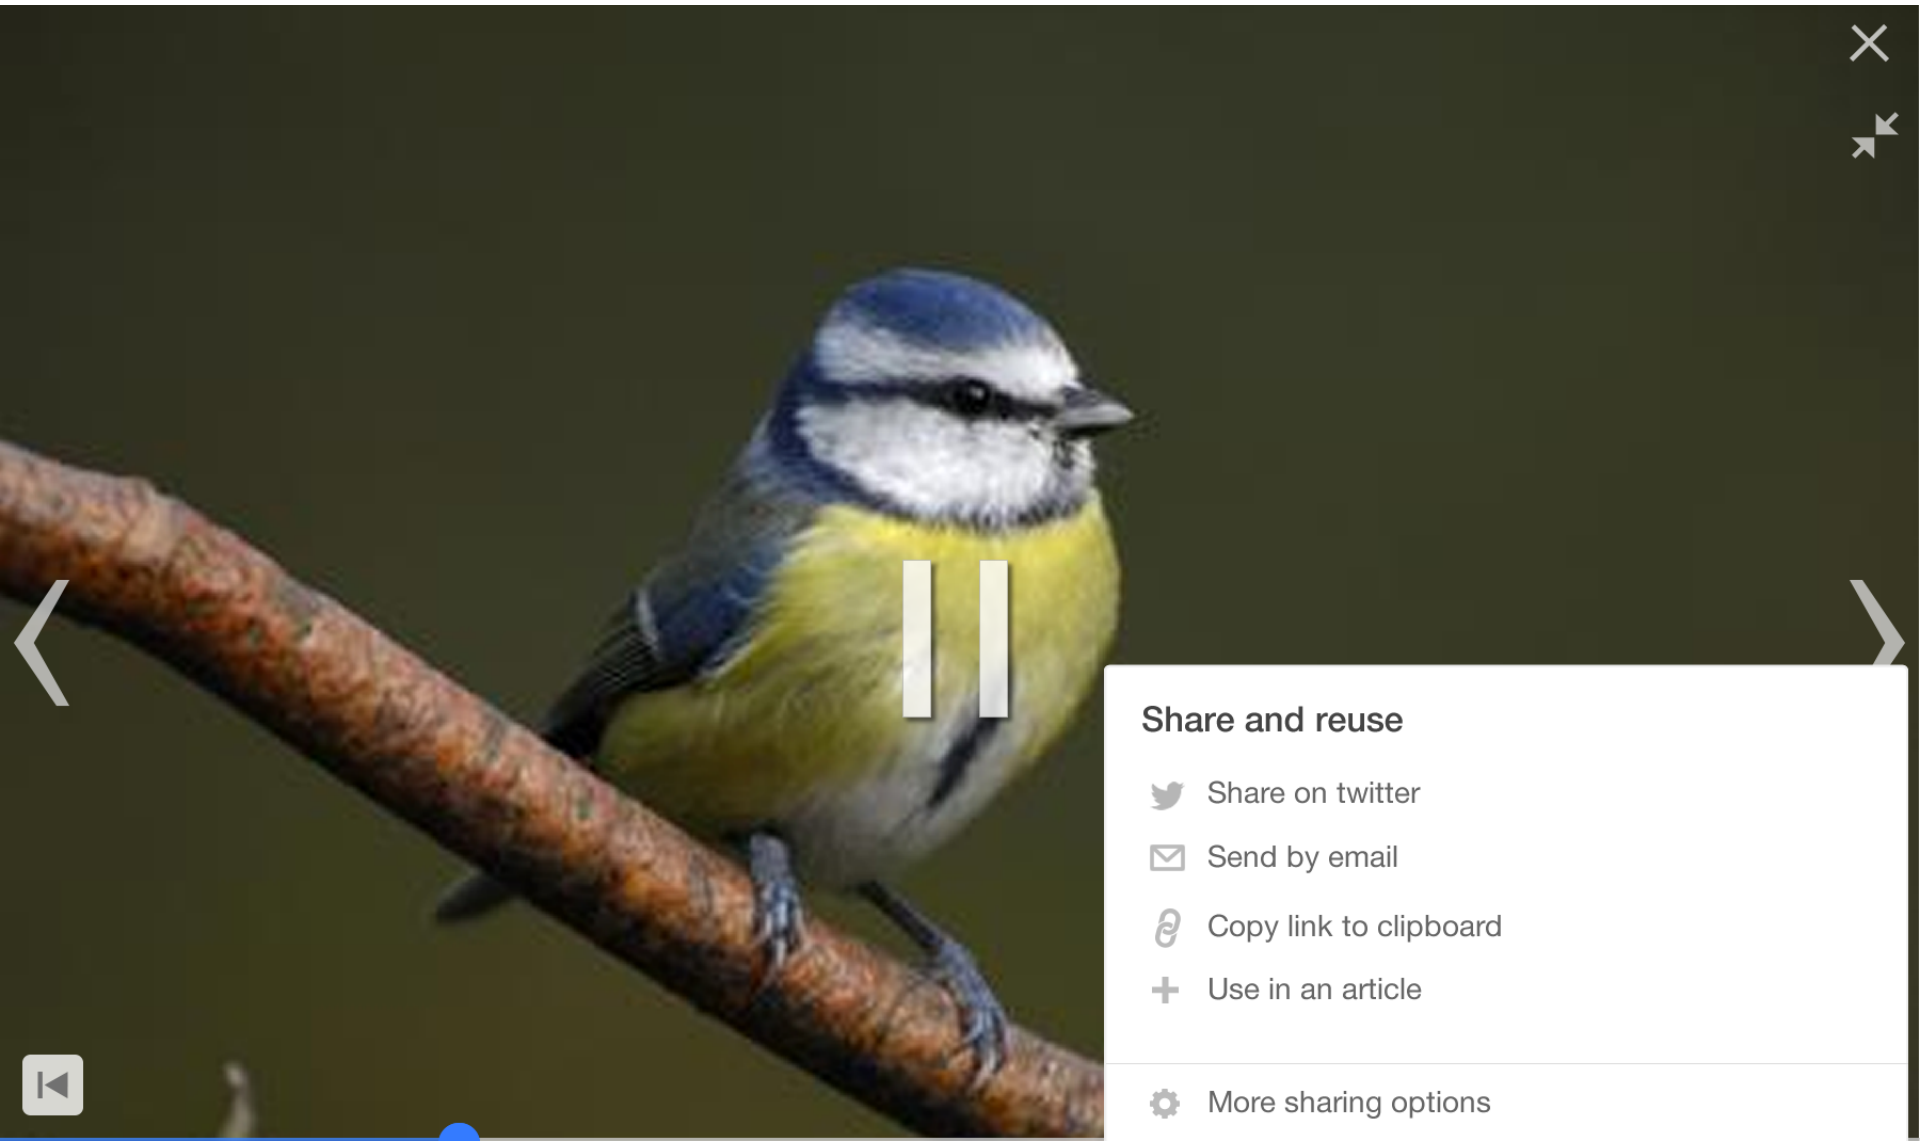 Share and reuse
Share on twitter
Send by email
Copy link to clipboard
Use in an article
More sharing options